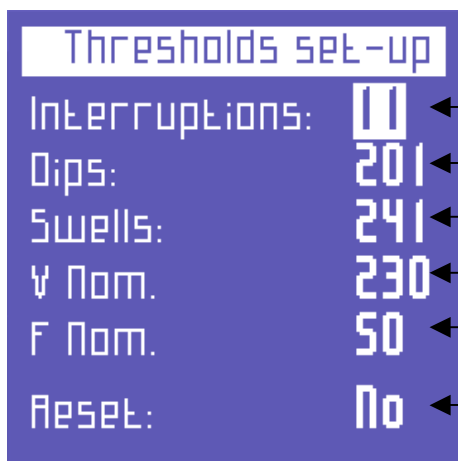 Thresholds set-up
Interruptions: 11
Dips: 201
Swells: 241
V Nom. 230
F Nom. 50
Reset: No